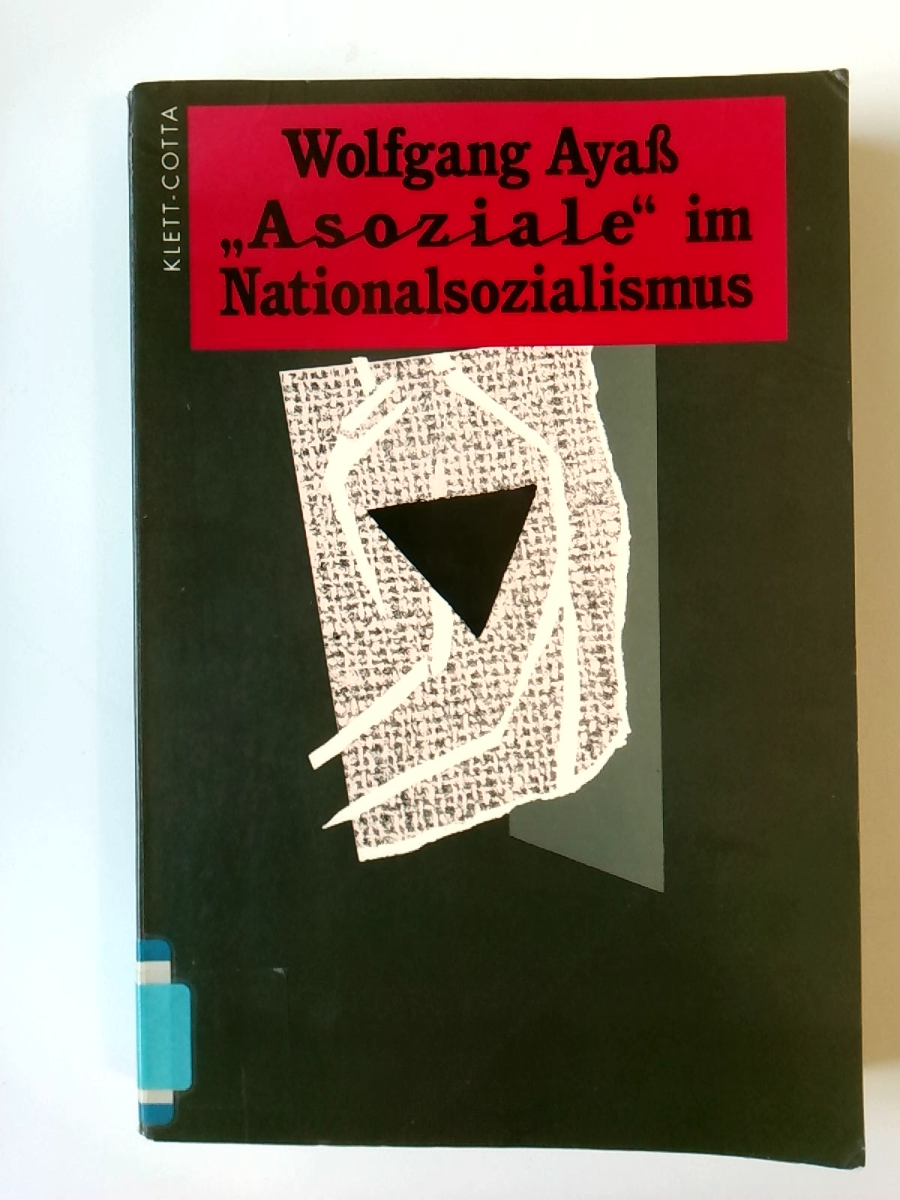 KLETT-COTTA
Wolfgang Ayaß
„Asoziale“ im
Nationalsozialismus